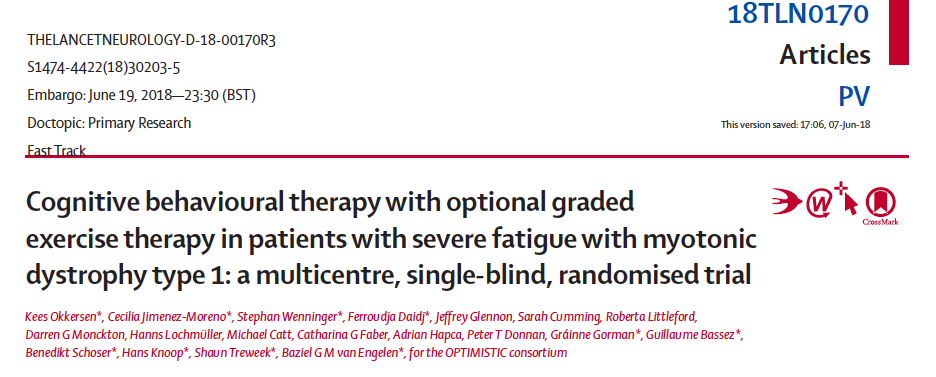 18TLN0170
THELANCETNEUROLOGY-D-18-00170R3
Articles
S1474-4422(18)30203-5
Embargo: June 19, 2018—23:30 (BST)
PV
Doctopic: Primary Research
This version saved: 17:06, 07-Jun-18
Fast Track
Cognitive behavioural therapy with optional graded
exercise therapy in patients with severe fatigue with myotonic
dystrophy type 1: a multicentre, single-blind, randomised trial
W
CrossMark
Kees Okkersen*, Cecilia Jimenez-Moreno*, Stephan Wenninger*, Ferroudja Daidj*, Jeffrey Glennon, Sarah Cumming, Roberta Littleford,
Darren G Monckton, Hanns Lochmüller, Michael Catt, Catharina G Faber, Adrian Hapca, Peter T Donnan, Gráinne Gorman*, Guillaume Bassez*,
Benedikt Schoser*, Hans Knoop*, Shaun Treweek*, Baziel G M van Engelen*, for the OPTIMISTIC consortium